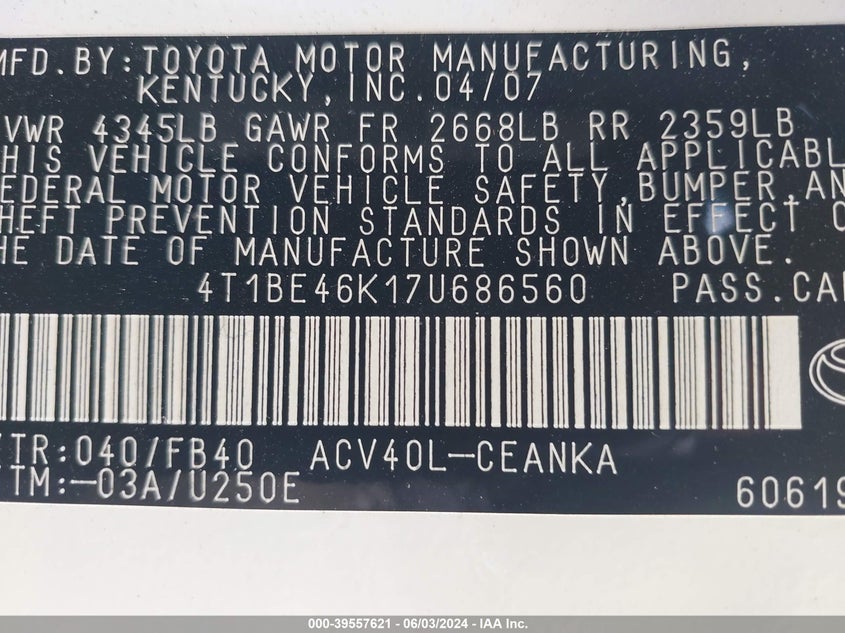 MFD. BY: TOYOTA MOTOR MANUFACTURING,
KENTUCKY, INC. 04/07
VWR 4345LB GAWR FR 2668LB RR 2359LB
HIS VEHICLE CONFORMS TO ALL APPLICABL
EDERAL MOTOR VEHICLE SAFETY, BUMPER, AN
HEFT PREVENTION STANDARDS IN EFFECT O
HE DATE OF MANUFACTURE SHOWN ABOVE.
4T1BE46K17U686560 PASS.CAR
TR:040/FB40 ACV40L-CEANKA
TM:-03A/U250E 60619
000-39557621 | 06/03/2024 - IAA Inc.